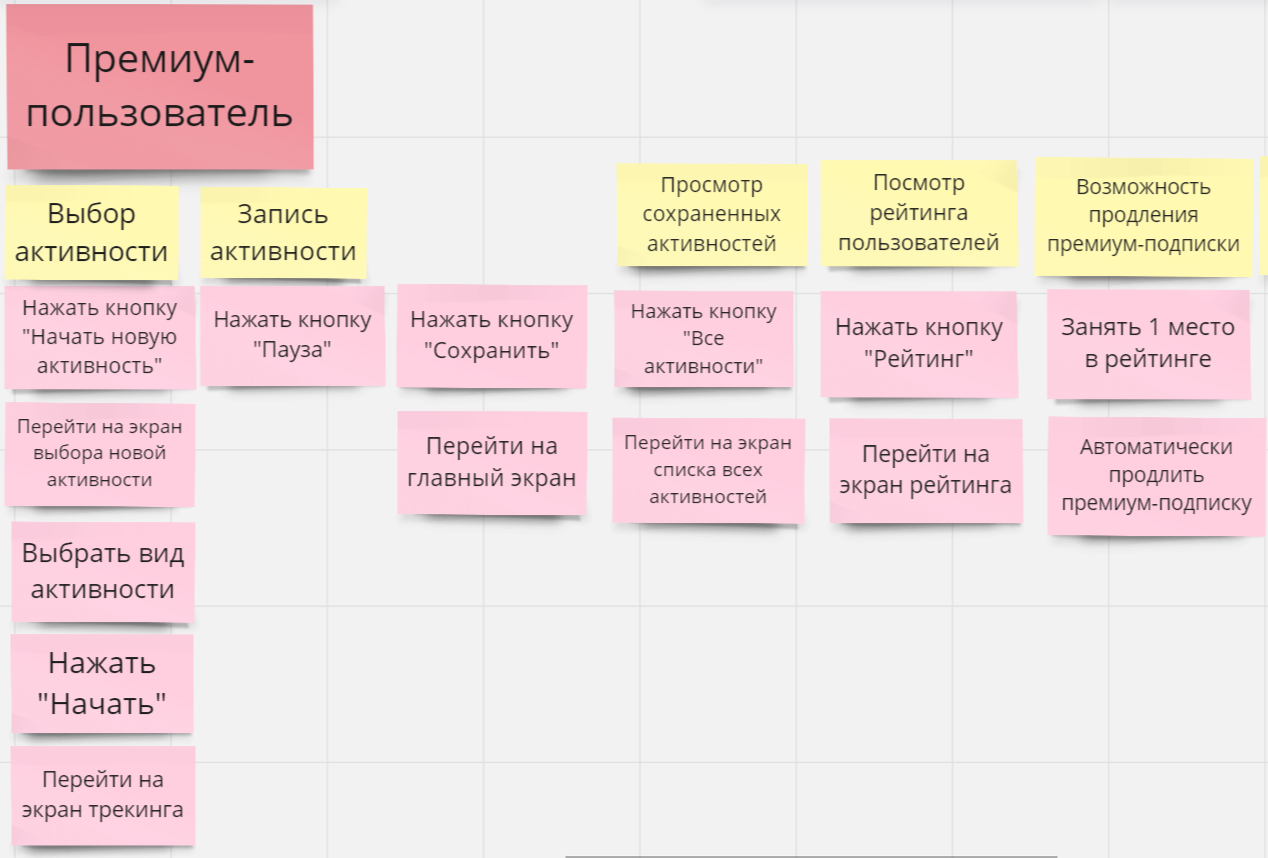 Премиум-
пользователь
Выбор
активности
Запись
активности
Просмотр
сохраненных
активностей
Посмотр
рейтинга
пользователей
Возможность
продления
премиум-подписки
Нажать кнопку
"Начать новую
активность"
Нажать кнопку
"Пауза"
Нажать кнопку
"Сохранить"
Нажать кнопку
"Все
активности"
Нажать кнопку
"Рейтинг"
Занять 1 место
в рейтинге
Перейти на экран
выбора новой
активности
Перейти на
главный экран
Перейти на экран
списка всех
активностей
Перейти на
экран рейтинга
Автоматически
продлить
премиум-подписку
Выбрать вид
активности
Нажать
"Начать"
Перейти на
экран трекинга